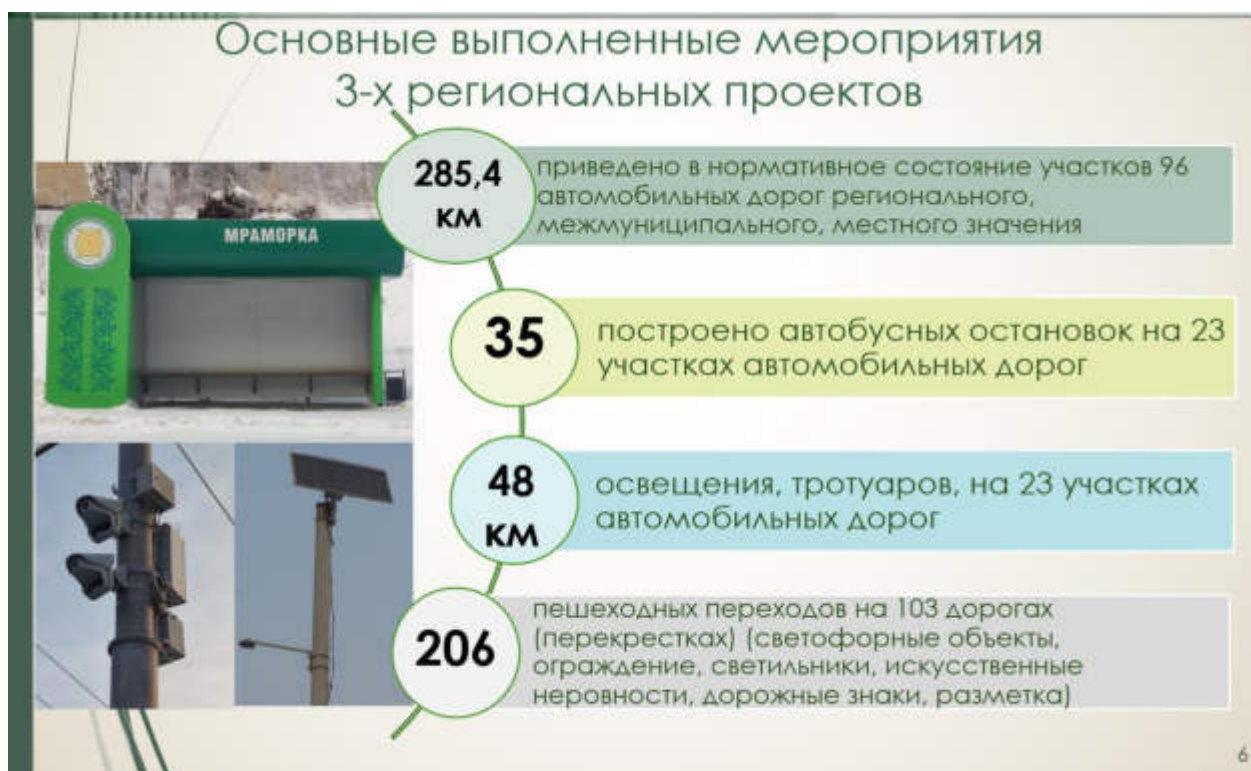 Основные выполненные мероприятия
3-х региональных проектов
285,4
км
приведено в нормативное состояние участков 96
автомобильных дорог регионального,
межмуниципального, местного значения
МРАМОРКА
35
построено автобусных остановок на 23
участках автомобильных дорог
48
км
освещения, тротуаров, на 23 участках
автомобильных дорог
206
пешеходных переходов на 103 дорогах
(перекрестках) (светофорные объекты,
ограждение, светильники, искусственные
неровности, дорожные знаки, разметка)
6